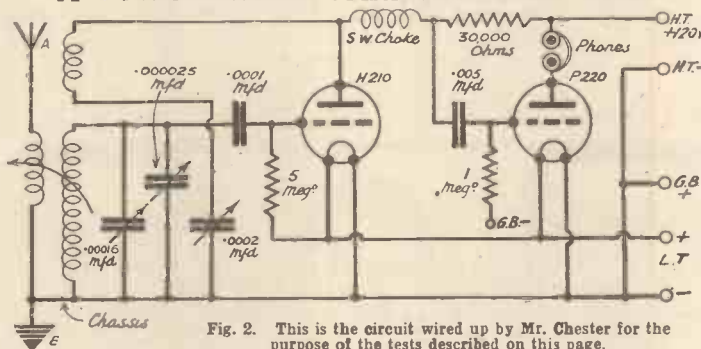 A
S W Choke
30,000
Ohms
Phones
H.T.
+120v
H.T.-
.000025
mfd
.0001
mfd
H210
.005
mfd
P220
5
Meg°
1
Meg°
G.B-
G.B
+
+
L.T
-
.00016
mfd
.0002
mfd
Chassis
E
Fig. 2. This is the circuit wired up by Mr. Chester for the
purpose of the tests described on this page.